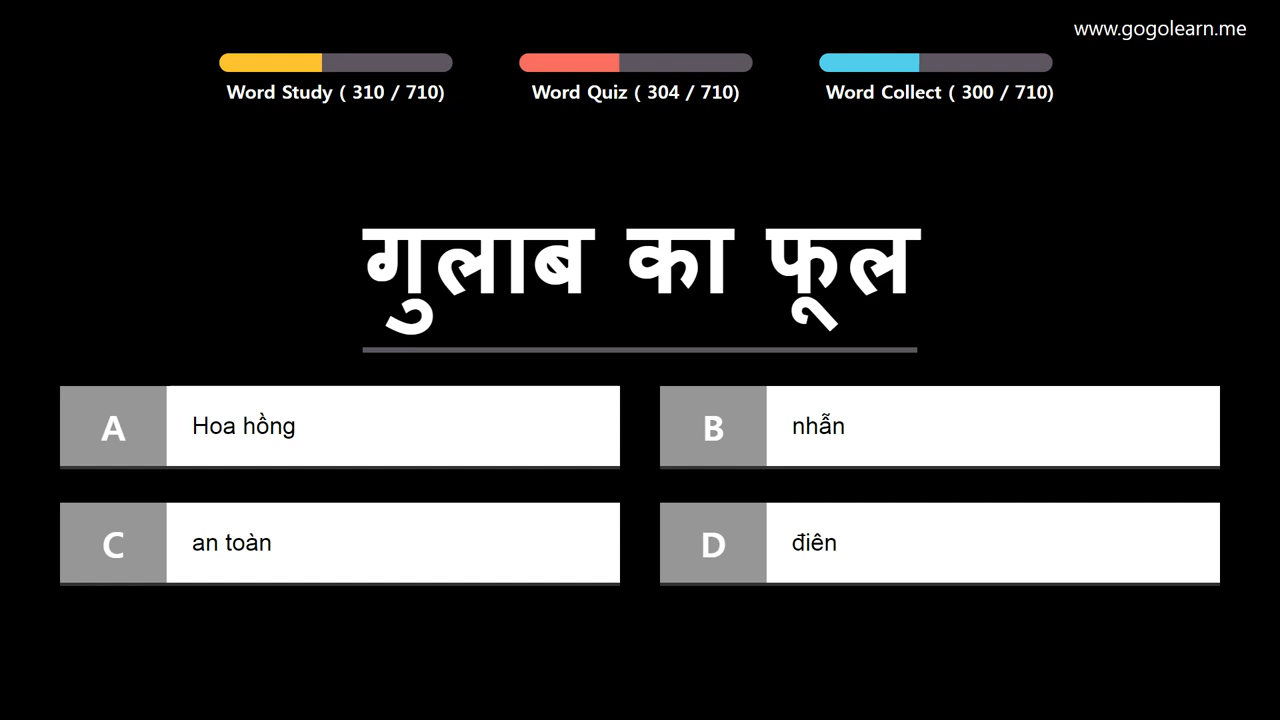 www.gogolearn.me
Word Study ( 310 / 710)
Word Quiz ( 304 / 710)
Word Collect ( 300 / 710)
गुलाब का फूल
A
Hoa hồng
B
nhẫn
C
an toàn
D
điên